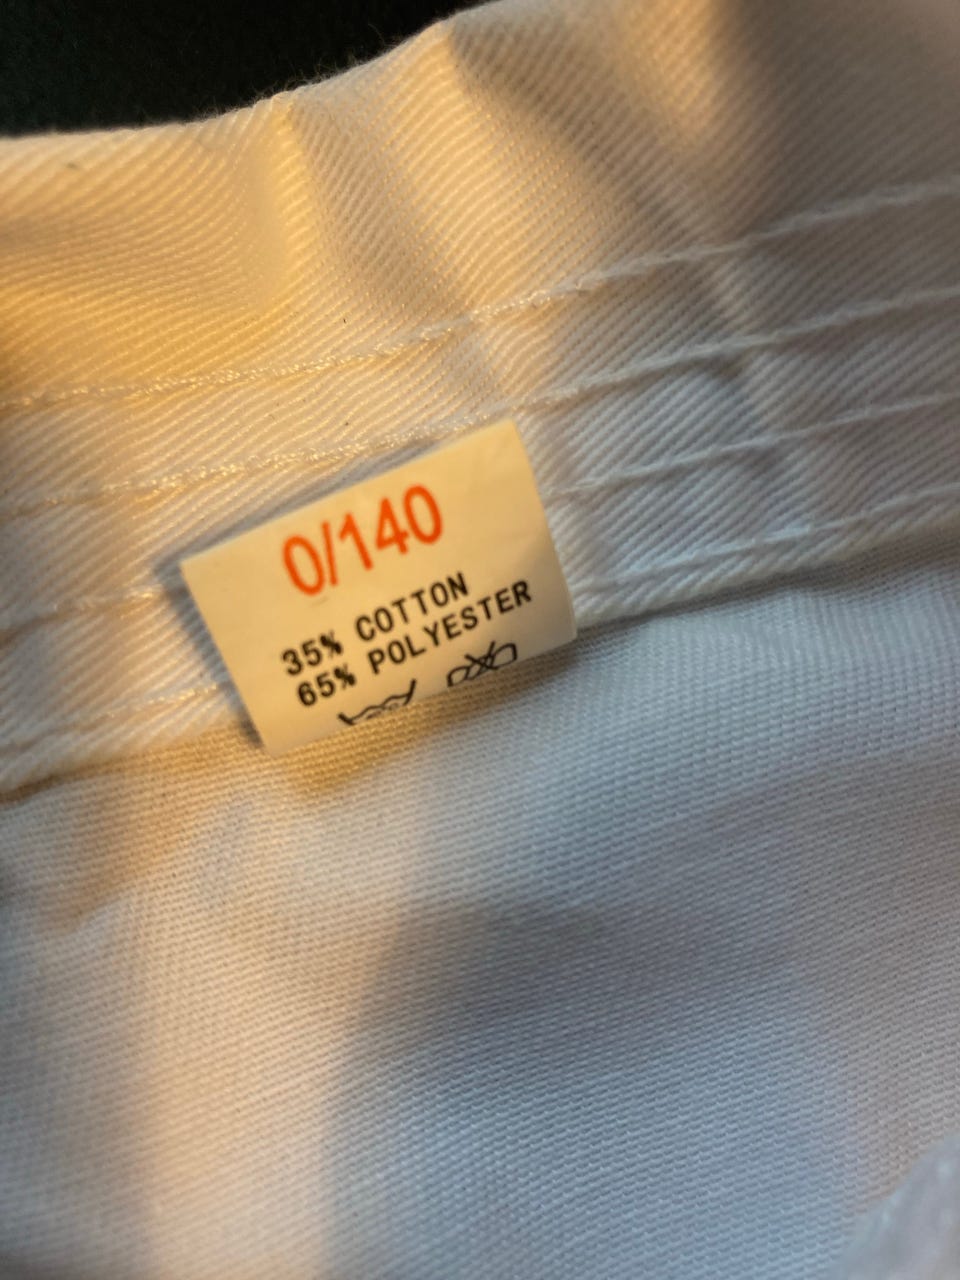 0/140
35% COTTON
65% POLYESTER